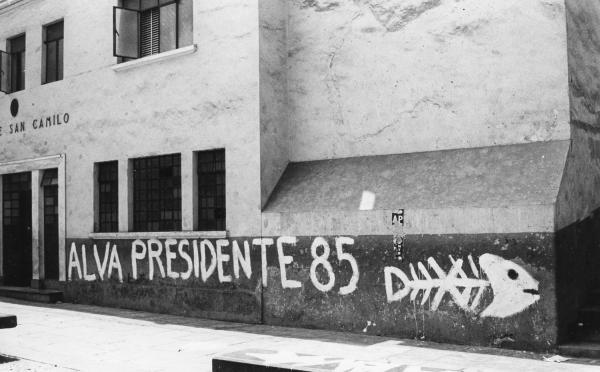 E SAN CAMILO
AP
ALVA PRESIDENTE 85